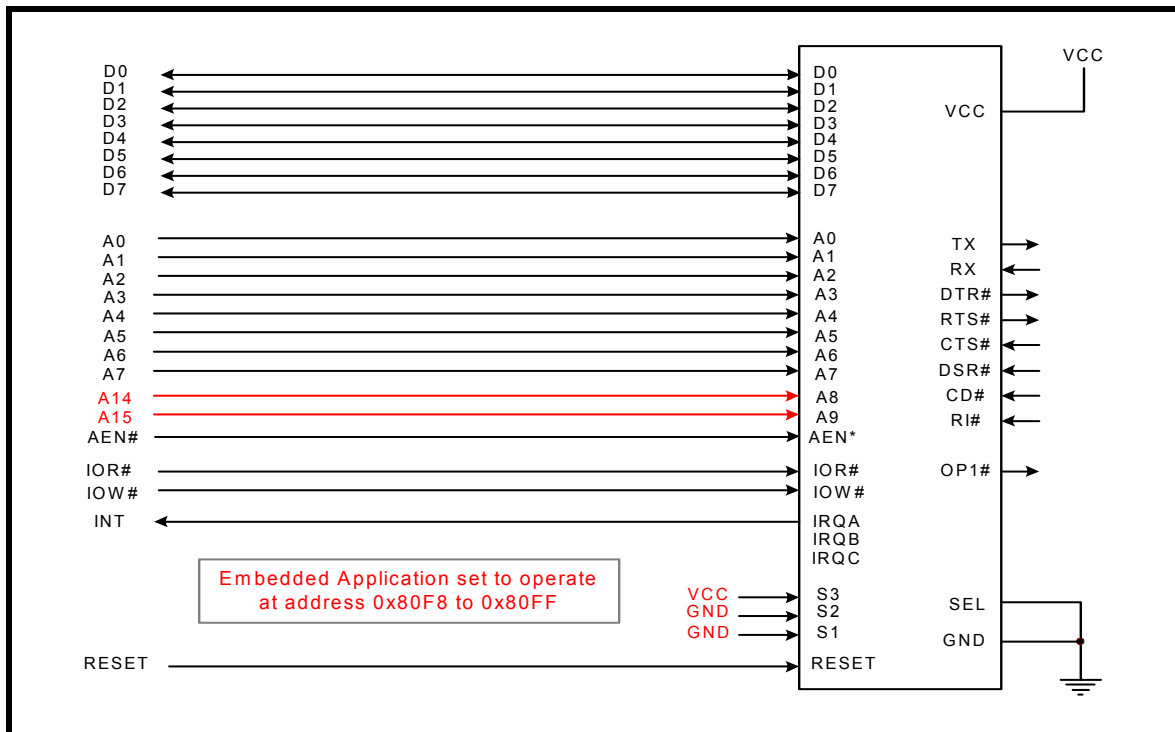 D0
D1
D2
D3
D4
D5
D6
D7
A0
A1
A2
A3
A4
A5
A6
A7
A14
A15
AEN#
IOR#
IOW#
INT
RESET
Embedded Application set to operate
at address 0x80F8 to 0x80FF
VCC
GND
GND
D0
D1
D2
D3
D4
D5
D6
D7
A0
A1
A2
A3
A4
A5
A6
A7
A8
A9
AEN*
IOR#
IOW#
IRQA
IRQB
IRQC
S3
S2
S1
RESET
VCC
TX
RX
DTR#
RTS#
CTS#
DSR#
CD#
RI#
OP1#
SEL
GND
VCC